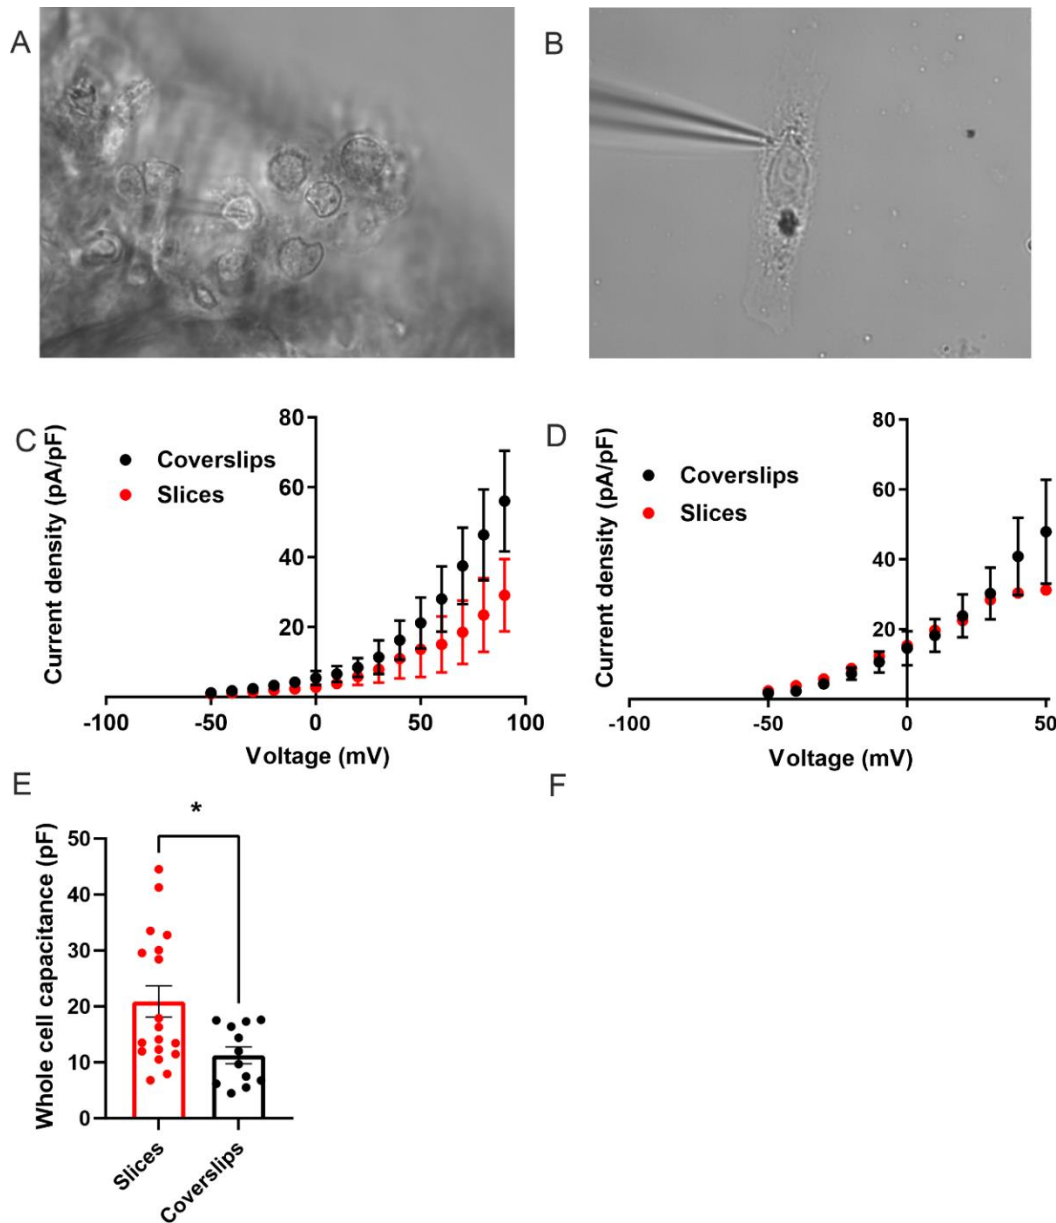 A
B
C
Current density (pA/pF)
80
60
40
20
Coverslips
Slices
-100
-50
0
50
100
Voltage (mV)
D
Current density (pA/pF)
80
60
40
20
Coverslips
Slices
-100
-50
0
50
Voltage (mV)
E
*
Whole cell capacitance (pF)
50
40
30
20
10
0
Slices
Coverslips
F